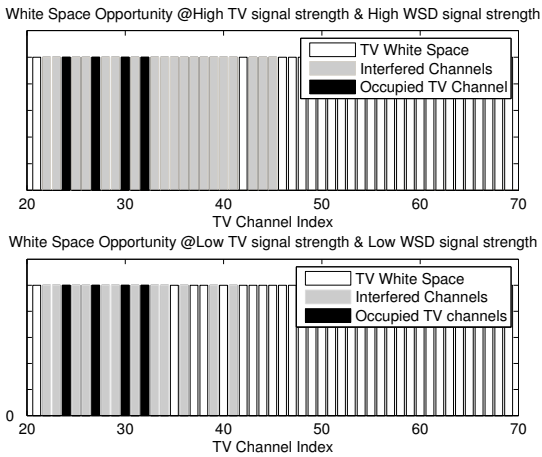 White Space Opportunity @High TV signal strength & High WSD signal strength
TV White Space
Interfered Channels
Occupied TV Channel
20 30 40 50 60 70
TV Channel Index
White Space Opportunity @Low TV signal strength & Low WSD signal strength
TV White Space
Interfered Channels
Occupied TV channels
0
20 30 40 50 60 70
TV Channel Index